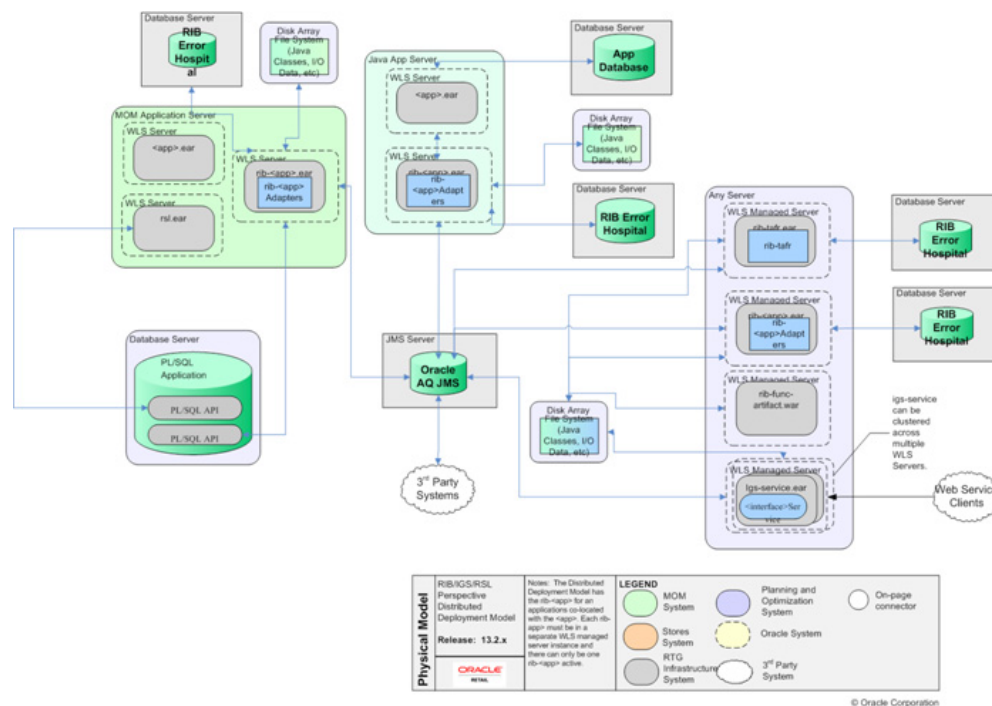 Database Server
RIB
Error
Hospit
al
Disk Array
File System
(Java
Classes, I/O
Data, etc)
MOM Application Server
WLS Server
<app>.ear
WLS Server
rsl.ear
WLS Server
rib-<app>.ear
rib-<app>
Adapters
Java App Server
WLS Server
<app>.ear
WLS Server
rib-<app>.ear
rib-
<app>Adapt
ers
Database Server
App
Database
Disk Array
File System
(Java
Classes, I/O
Data, etc)
Database Server
RIB Error
Hospital
Any Server
WLS Managed Server
rib-tafr.ear
rib-tafr
WLS Managed Server
rib-<app>.ear
rib-
<app>Adapt
ers
WLS Managed Server
rib-func-
artifact.war
WLS Managed Server
Igs-service.ear
<interface>Ser
vice
Database Server
RIB
Error
Hospital
Database Server
RIB
Error
Hospital
igs-service
can be
clustered
across
multiple
WLS
Servers.
Web Service
Clients
Database Server
PL/SQL
Application
PL/SQL API
PL/SQL API
JMS Server
Oracle
AQ JMS
3rd Party
Systems
Disk Array
File System
(Java
Classes, I/O
Data, etc)
Physical Model
RIB/IGS/RSL
Perspective
Distributed
Deployment Model
Release: 13.2.x
ORACLE
RETAIL
Notes: The Distributed
Deployment Model has
the rib-<app> for an
applications co-located
with the <app>. Each rib-
app> must be in a
separate WLS managed
server instance and
there can only be one
rib-<app> active.
LEGEND
MOM
System
Stores
System
RTG
Infrastructure
System
Planning and
Optimization
System
Oracle System
3rd Party
System
On-page
connector
© Oracle Corporation